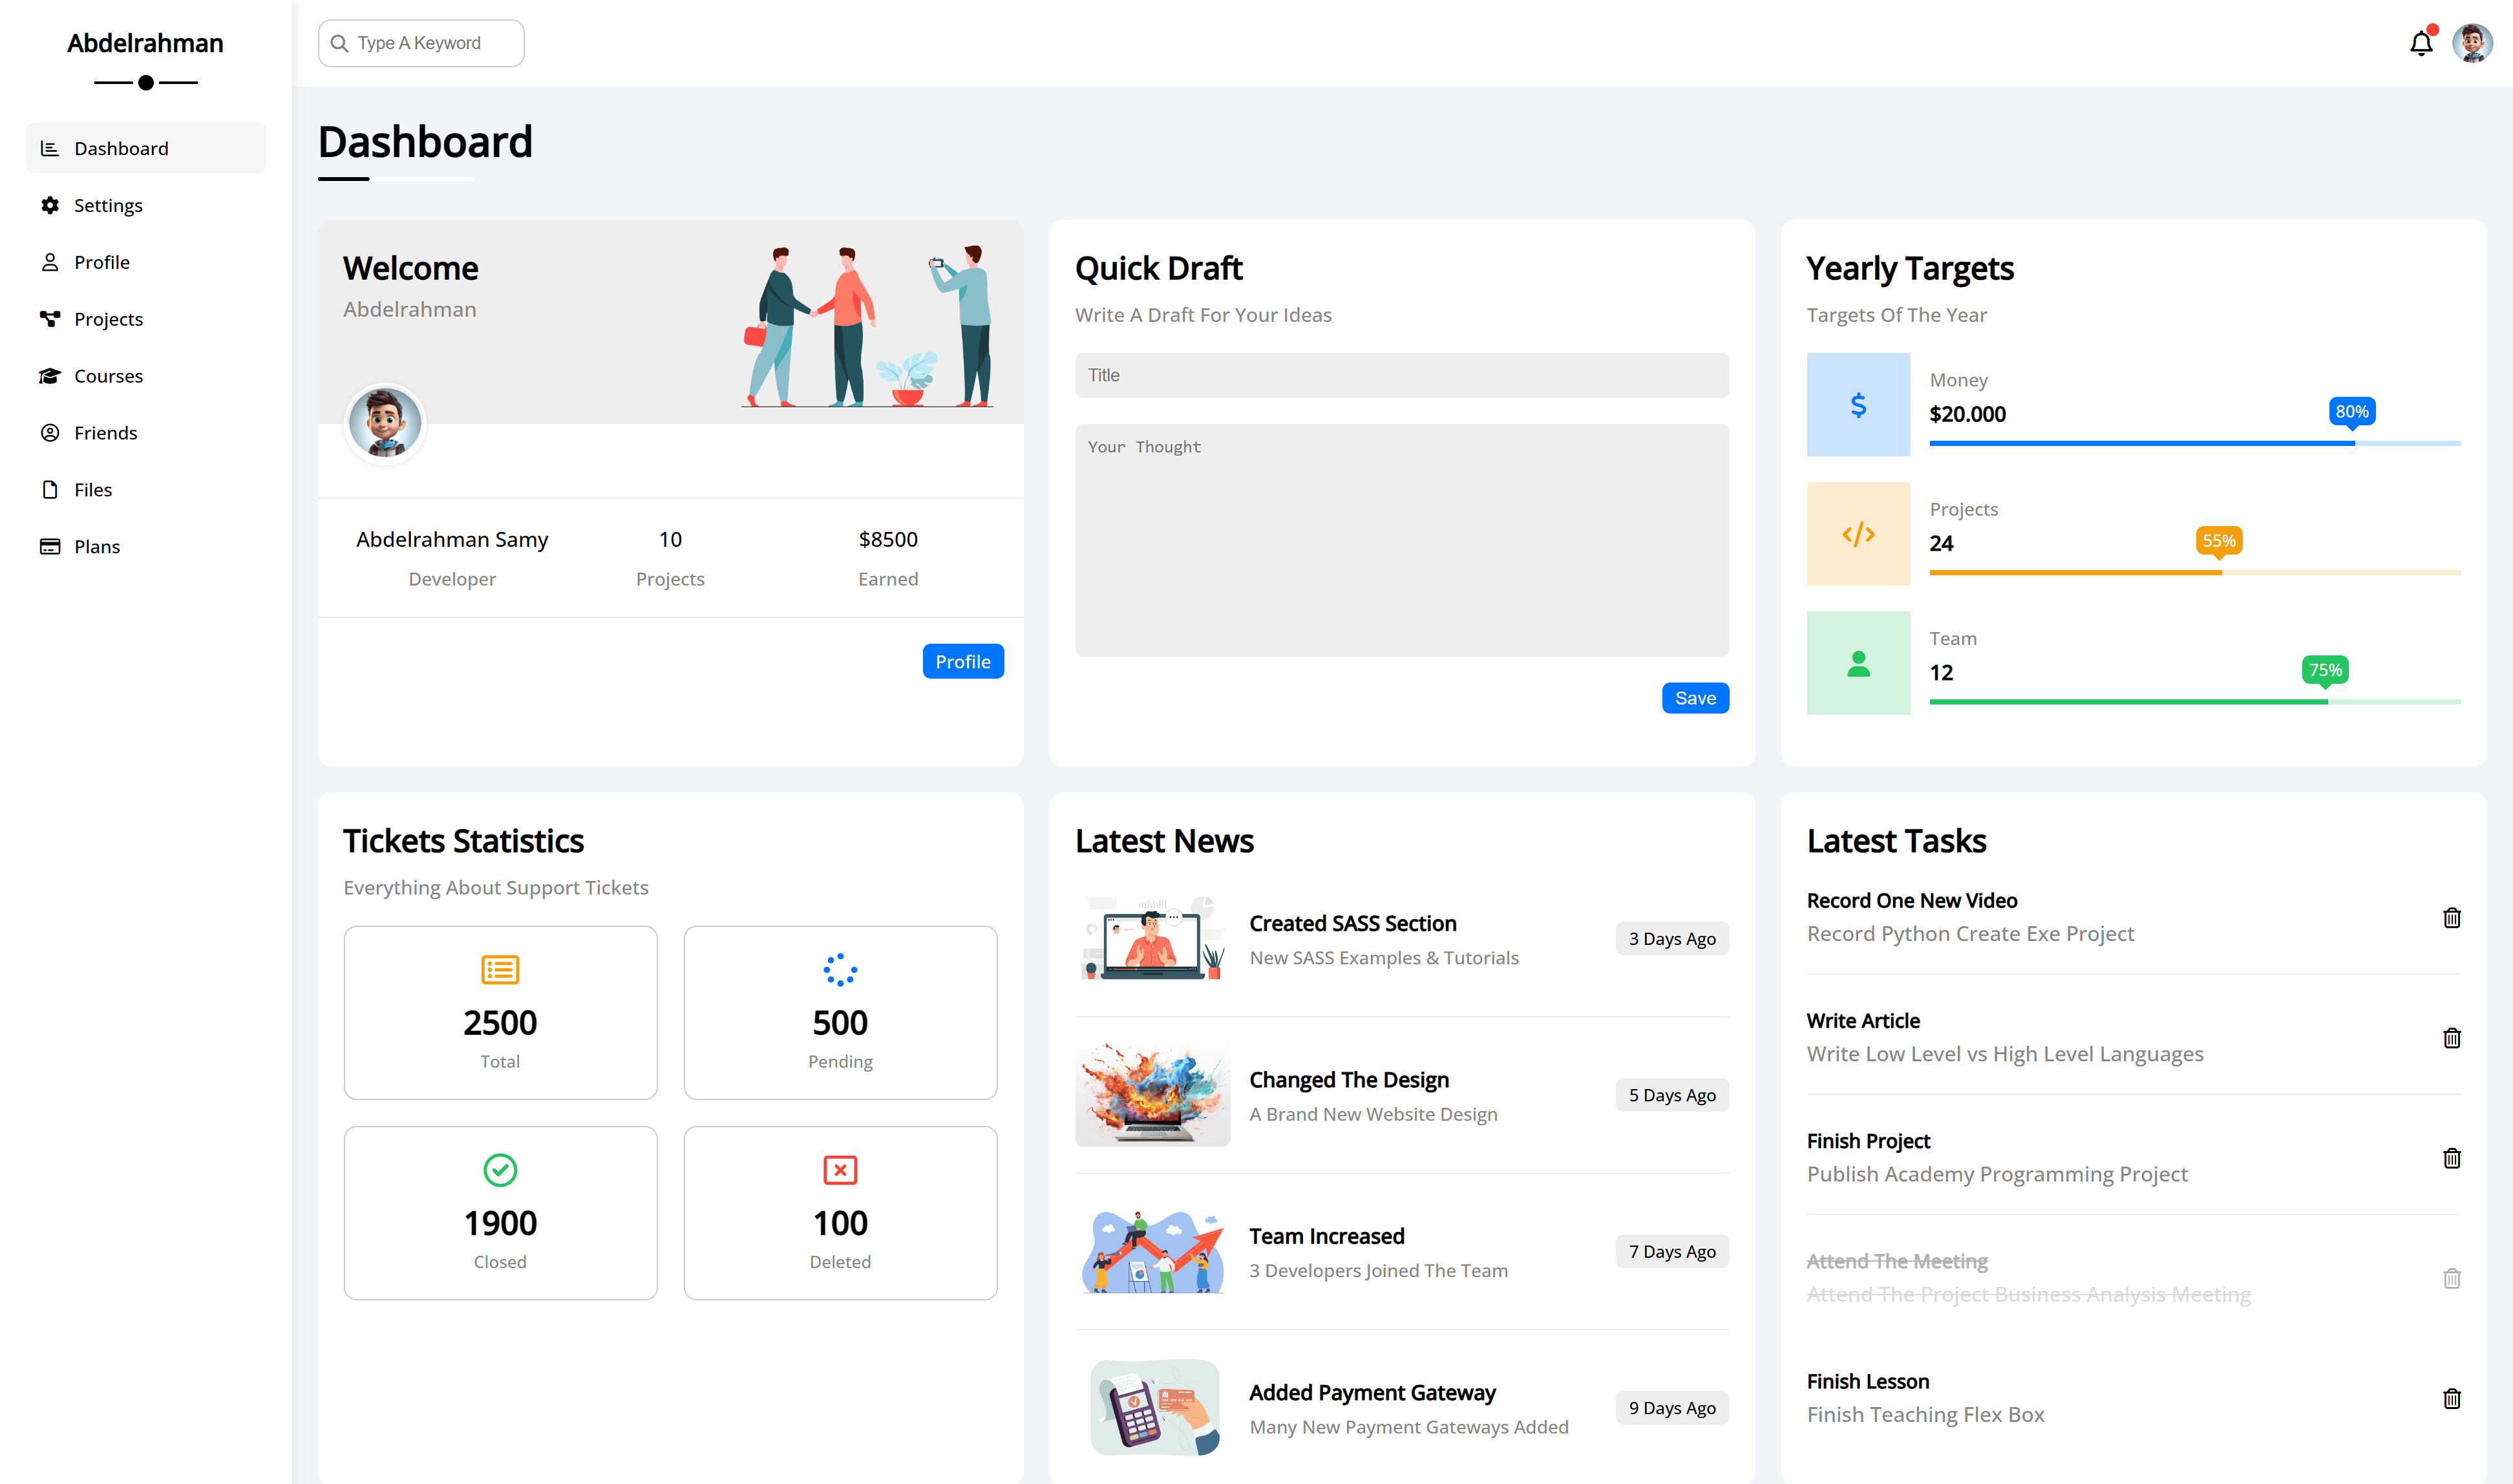 Abdelrahman
Type A Keyword
Dashboard
Settings
Profile
Projects
Courses
Friends
Files
Plans
Dashboard
Welcome
Abdelrahman
Abdelrahman Samy
Developer
10
Projects
$8500
Earned
Profile
Quick Draft
Write A Draft For Your Ideas
Title
Your Thought
Save
Yearly Targets
Targets Of The Year
Money
$20.000
80%
Projects
24
55%
Team
12
75%
Tickets Statistics
Everything About Support Tickets
2500
Total
500
Pending
1900
Closed
100
Deleted
Latest News
Created SASS Section
New SASS Examples & Tutorials
3 Days Ago
Changed The Design
A Brand New Website Design
5 Days Ago
Team Increased
3 Developers Joined The Team
7 Days Ago
Added Payment Gateway
Many New Payment Gateways Added
9 Days Ago
Latest Tasks
Record One New Video
Record Python Create Exe Project
Write Article
Write Low Level vs High Level Languages
Finish Project
Publish Academy Programming Project
Attend The Meeting
Attend The Project Business Analysis Meeting
Finish Lesson
Finish Teaching Flex Box